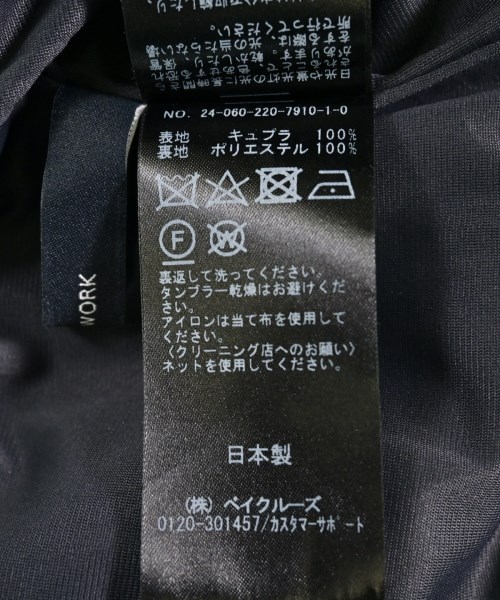 NO. 24-060-220-7910-1-0
表地 キュプラ 100%
裏地 ポリエステル 100%
F W
裏返して洗ってください。
タンブラー乾燥はお避けくだ
さい。
アイロンは当て布を使用して
ください。
〈クリーニング店へのお願い〉
ネットを使用してください。
日本製
(株) ベイクルーズ
0120-301457/カスタマーサポート
WORK